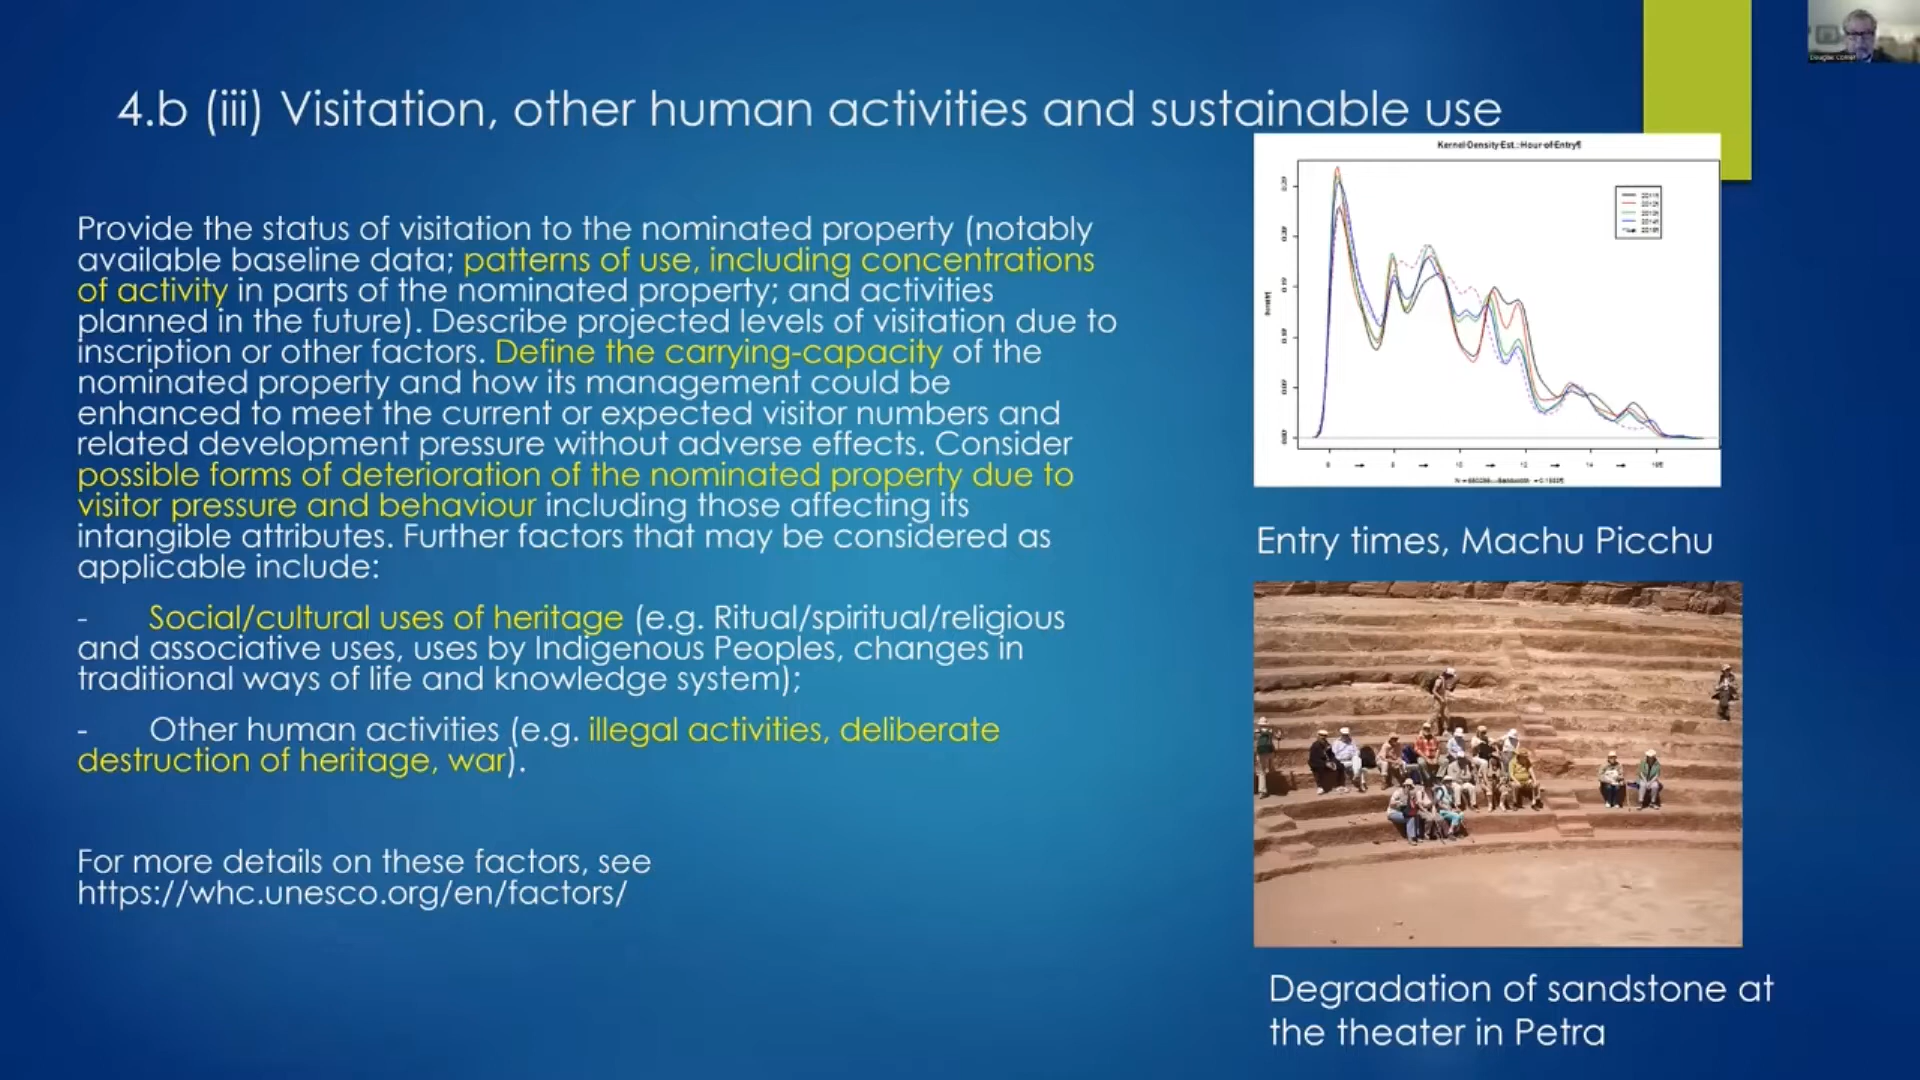 4.b (iii) Visitation, other human activities and sustainable use
Provide the status of visitation to the nominated property (notably
available baseline data; patterns of use, including concentrations
of activity in parts of the nominated property; and activities
planned in the future). Describe projected levels of visitation due to
inscription or other factors. Define the carrying-capacity of the
nominated property and how its management could be
enhanced to meet the current or expected visitor numbers and
related development pressure without adverse effects. Consider
possible forms of deterioration of the nominated property due to
visitor pressure and behaviour including those affecting its
intangible attributes. Further factors that may be considered as
applicable include:
- Social/cultural uses of heritage (e.g. Ritual/spiritual/religious
and associative uses, uses by Indigenous Peoples, changes in
traditional ways of life and knowledge system);
- Other human activities (e.g. illegal activities, deliberate
destruction of heritage, war).
For more details on these factors, see
https://whc.unesco.org/en/factors/
Kernel·Density·Est.:·Hour·of·Entry¶
Entry times, Machu Picchu
Degradation of sandstone at
the theater in Petra